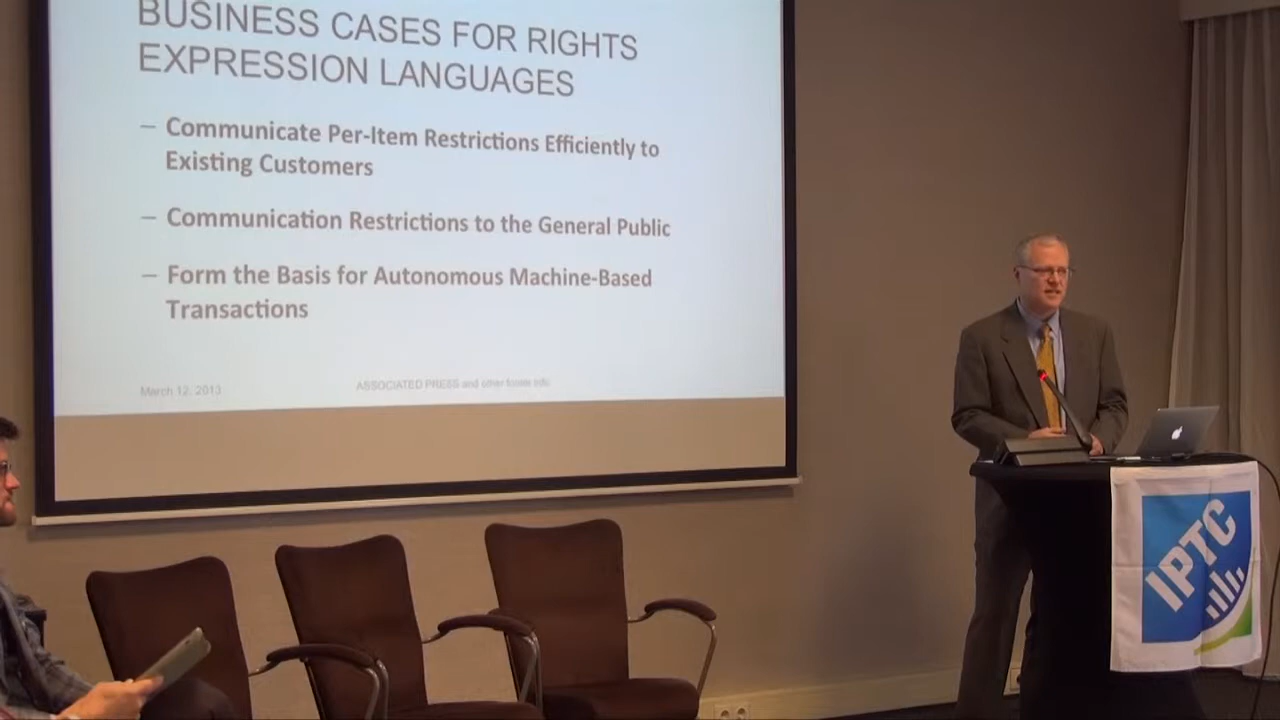 BUSINESS CASES FOR RIGHTS
EXPRESSION LANGUAGES
– Communicate Per-Item Restrictions Efficiently to
Existing Customers
– Communication Restrictions to the General Public
– Form the Basis for Autonomous Machine-Based
Transactions
March 12, 2013
ASSOCIATED PRESS and other footer info
IPTC